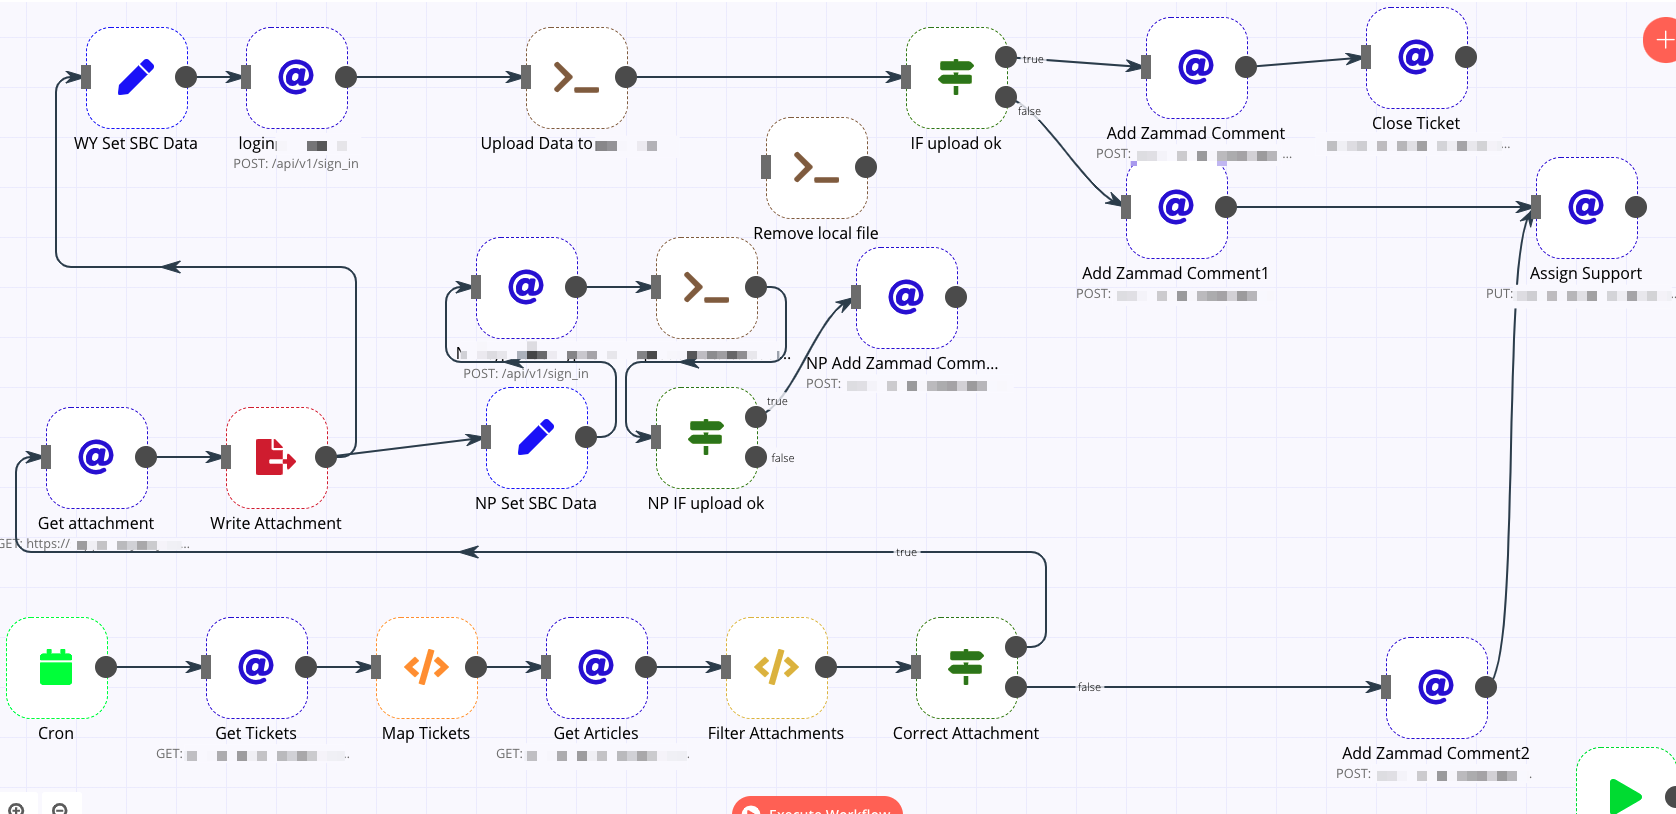 WY Set SBC Data
login
POST: /api/v1/sign_in
Upload Data to
IF upload ok
true
false
Add Zammad Comment
POST: ...
Close Ticket
...
Remove local file
Add Zammad Comment1
POST:
Assign Support
PUT:
POST: /api/v1/sign_in
NP Add Zammad Comm...
POST:
Get attachment
GET: https:// ...
Write Attachment
NP Set SBC Data
NP IF upload ok
true
false
true
Cron
Get Tickets
GET:
Map Tickets
Get Articles
GET:
Filter Attachments
Correct Attachment
false
Add Zammad Comment2
POST:
Execute Workflow